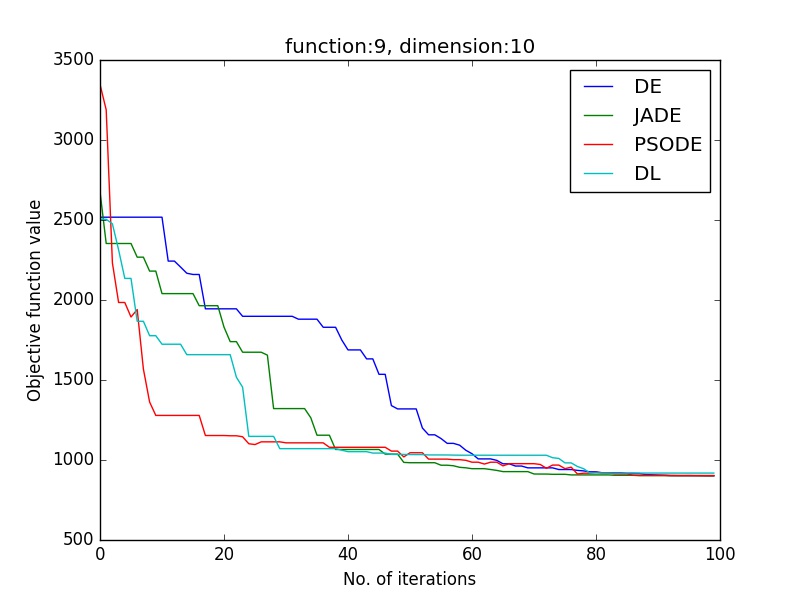 function:9, dimension:10
3500
3000
2500
2000
1500
1000
500
Objective function value
0 20 40 60 80 100
No. of iterations
DE
JADE
PSODE
DL